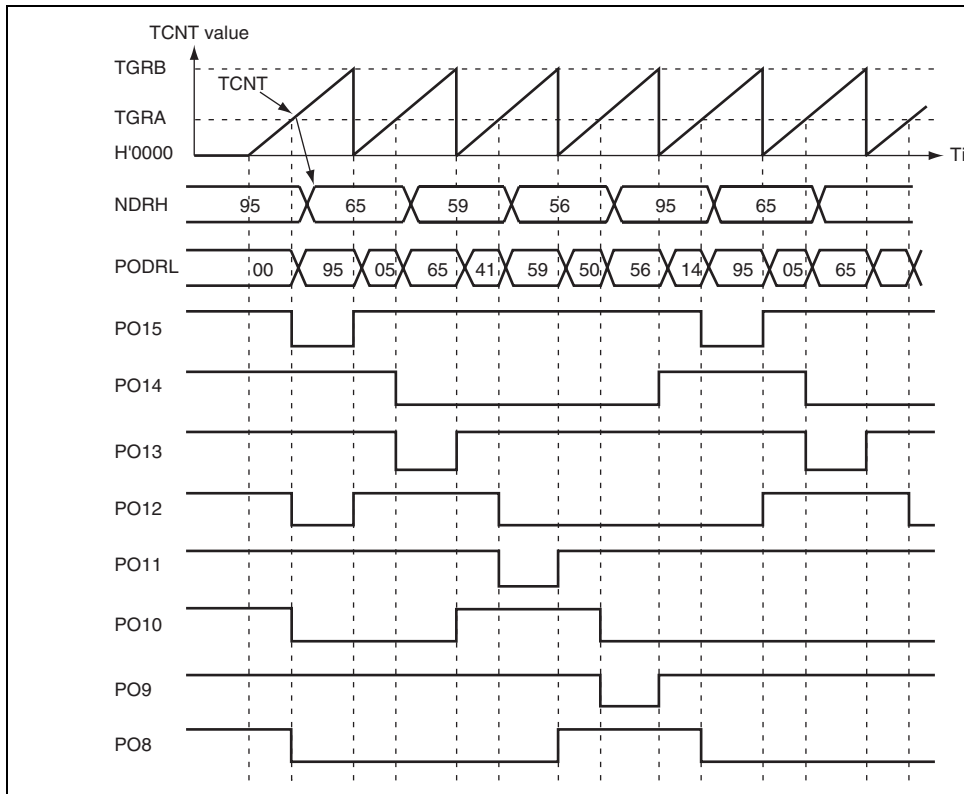 TCNT value
TGRB
TCNT
TGRA
H'0000
Ti
NDRH 95 65 59 56 95 65
PODRL 00 95 05 65 41 59 50 56 14 95 05 65
PO15
PO14
PO13
PO12
PO11
PO10
PO9
PO8